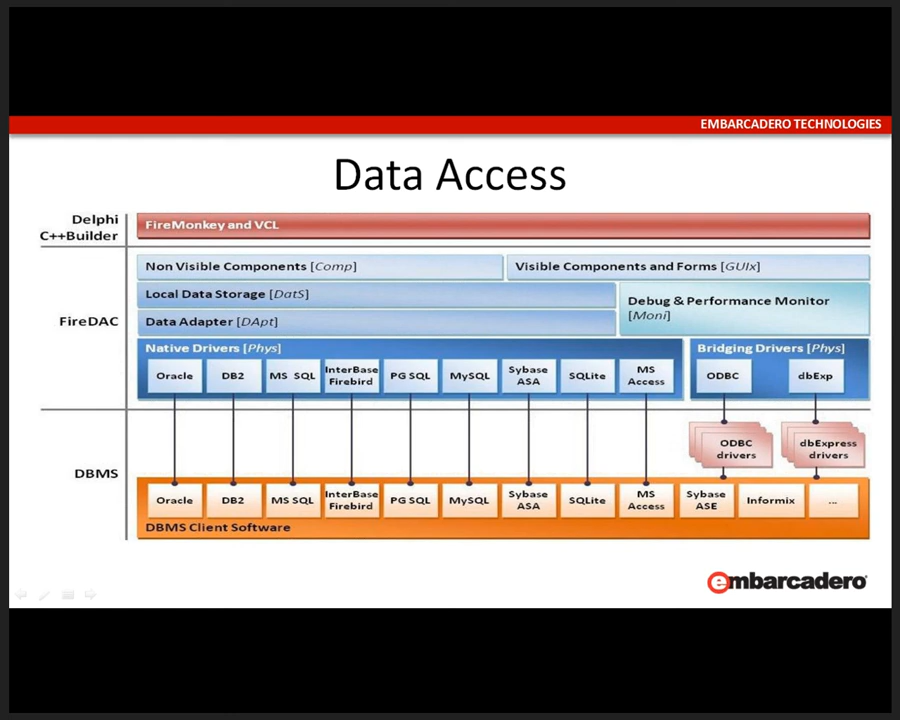 EMBARCADERO TECHNOLOGIES
Data Access
Delphi
C++Builder
FireMonkey and VCL
FireDAC
Non Visible Components [Comp]
Visible Components and Forms [GUIx]
Local Data Storage [DatS]
Debug & Performance Monitor
[Moni]
Data Adapter [DApt]
Native Drivers [Phys]
Oracle
DB2
MS SQL
InterBase
Firebird
PG SQL
MySQL
Sybase
ASA
SQLite
MS
Access
Bridging Drivers [Phys]
ODBC
dbExp
DBMS
ODBC
drivers
dbExpress
drivers
Oracle
DB2
MS SQL
InterBase
Firebird
PG SQL
MySQL
Sybase
ASA
SQLite
MS
Access
Sybase
ASE
Informix
...
DBMS Client Software
embarcadero